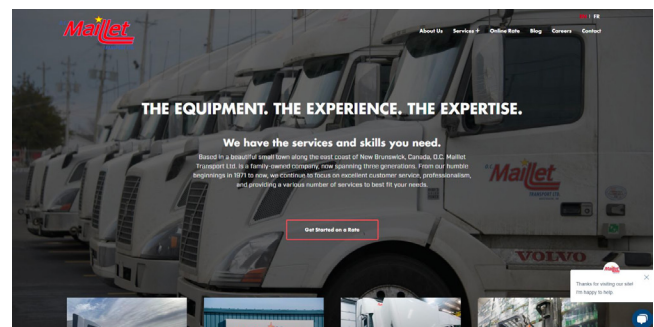 Maillet
EN | FR
About Us Services + Online Rate Blog Careers Contact
THE EQUIPMENT. THE EXPERIENCE. THE EXPERTISE.
We have the services and skills you need.
Based in a beautiful small town along the east coast of New Brunswick, Canada, D.C. Maillet
Transport Ltd. is a family-owned company, now spanning three generations. From our humble
beginnings in 1971 to now, we continue to focus on excellent customer service, professionalism,
and providing a various number of services to best fit your needs.
Maillet
TRANSPORT LTD.
Get Started on a Rate
VOLVO
Thanks for visiting our site!
I'm happy to help.